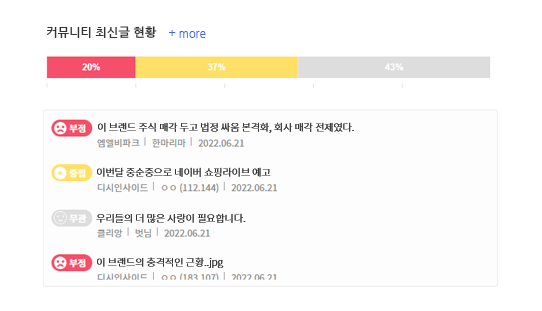 커뮤니티 최신글 현황 + more
20% 37% 43%
부정 이 브랜드 주식 매각 두고 법정 싸움 본격화, 회사 매각 전제였다.
엠엘비파크 | 한마리마 | 2022.06.21
중립 이번달 중순중으로 네이버 쇼핑라이브 예고
디시인사이드 | ㅇㅇ (112.144) | 2022.06.21
무관 우리들의 더 많은 사랑이 필요합니다.
클리앙 | 벗님 | 2022.06.21
부정 이 브랜드의 충격적인 근황..jpg
디시인사이드 | ㅇㅇ (183.107) | 2022.06.21